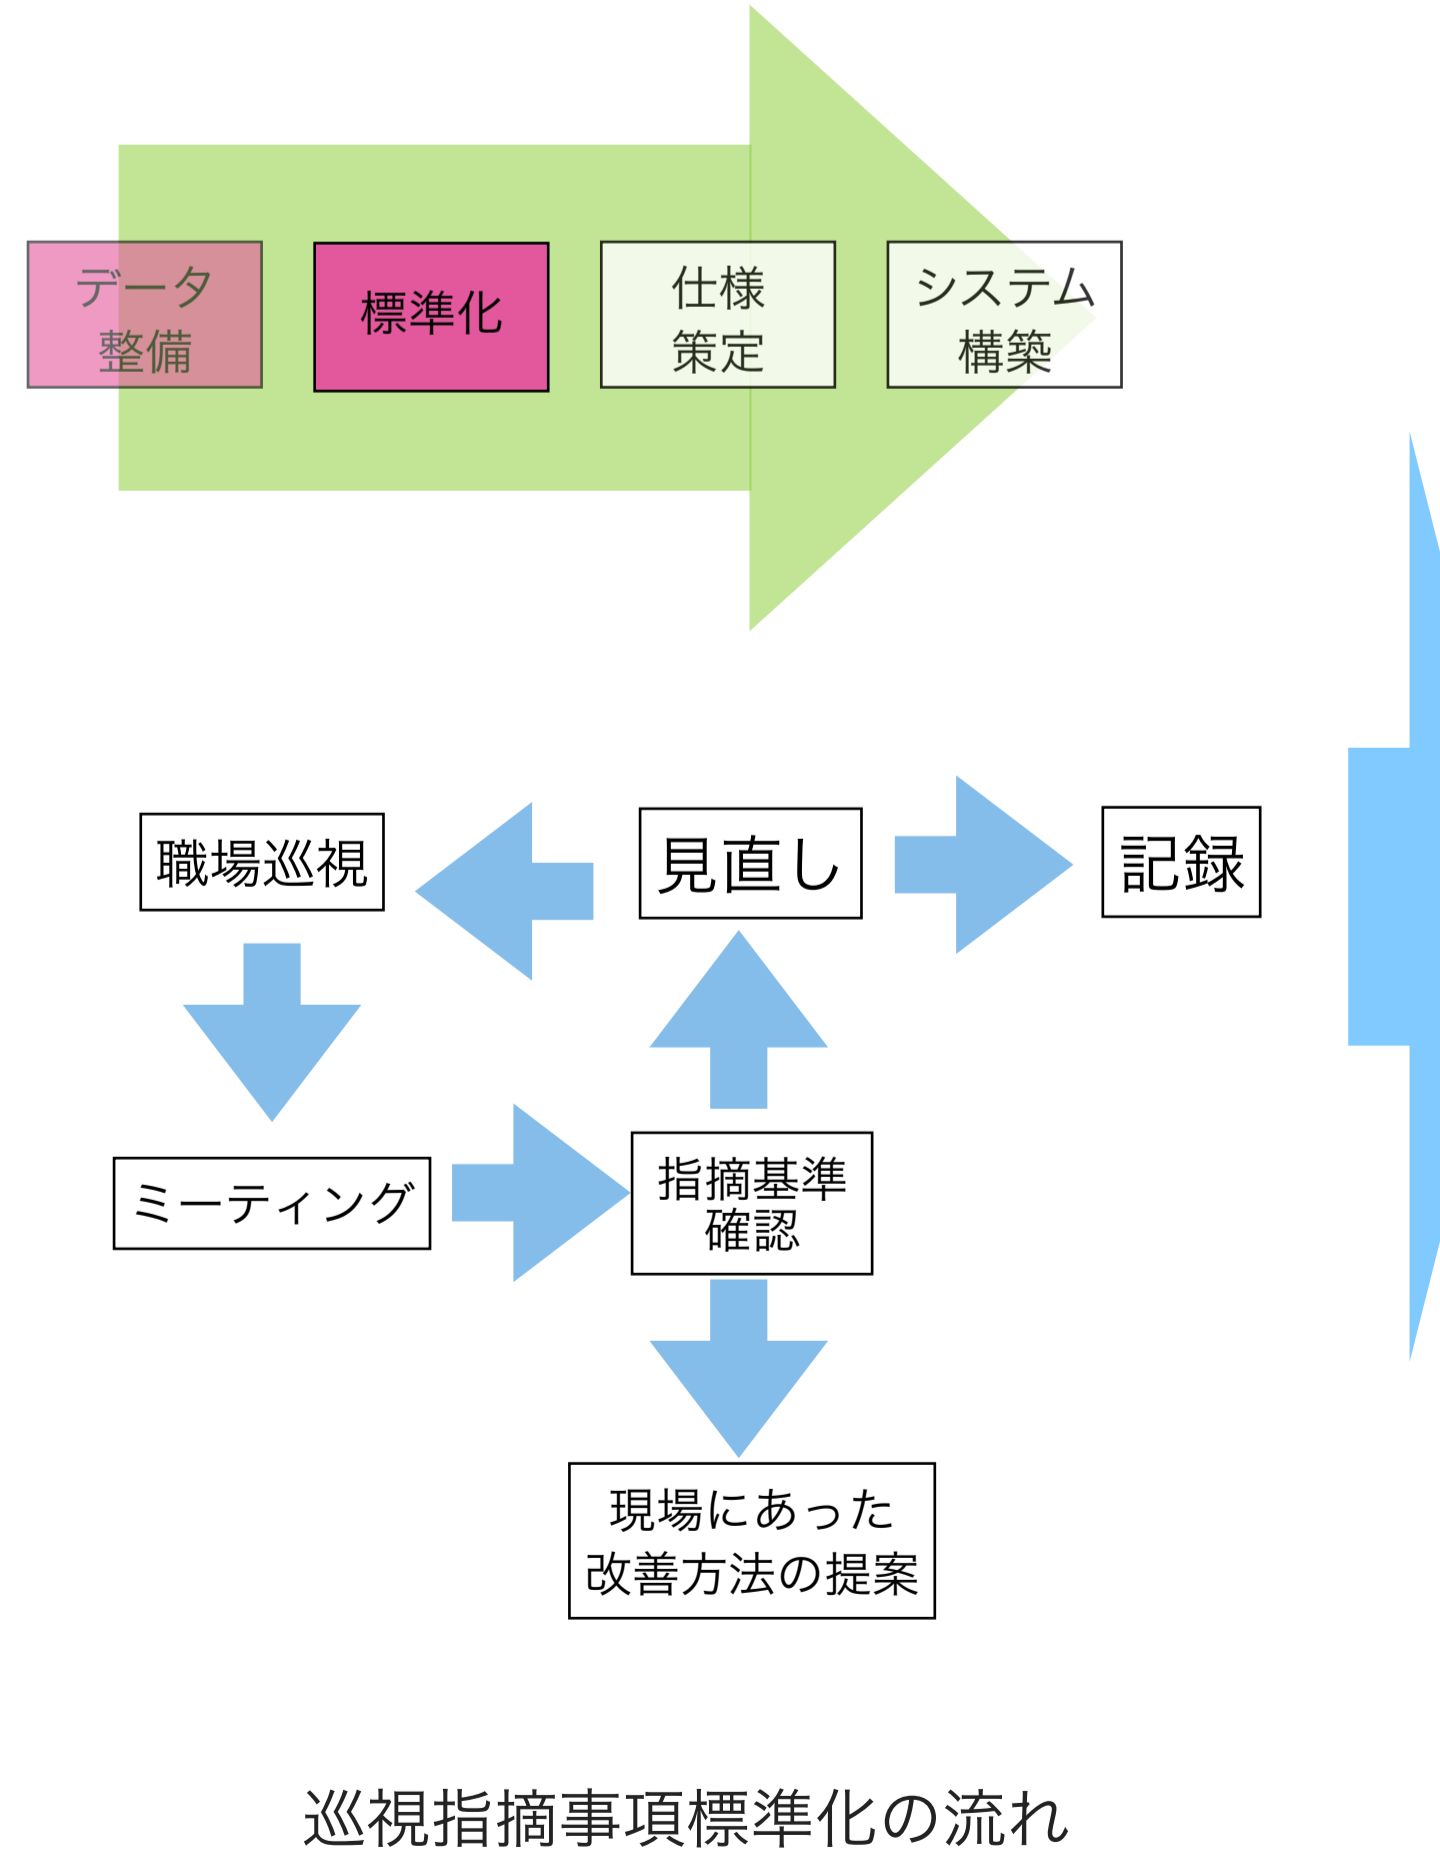 データ
整備
標準化
仕様
策定
システム
構築
職場巡視
見直し
記録
ミーティング
指摘基準
確認
現場にあった
改善方法の提案
巡視指摘事項標準化の流れ